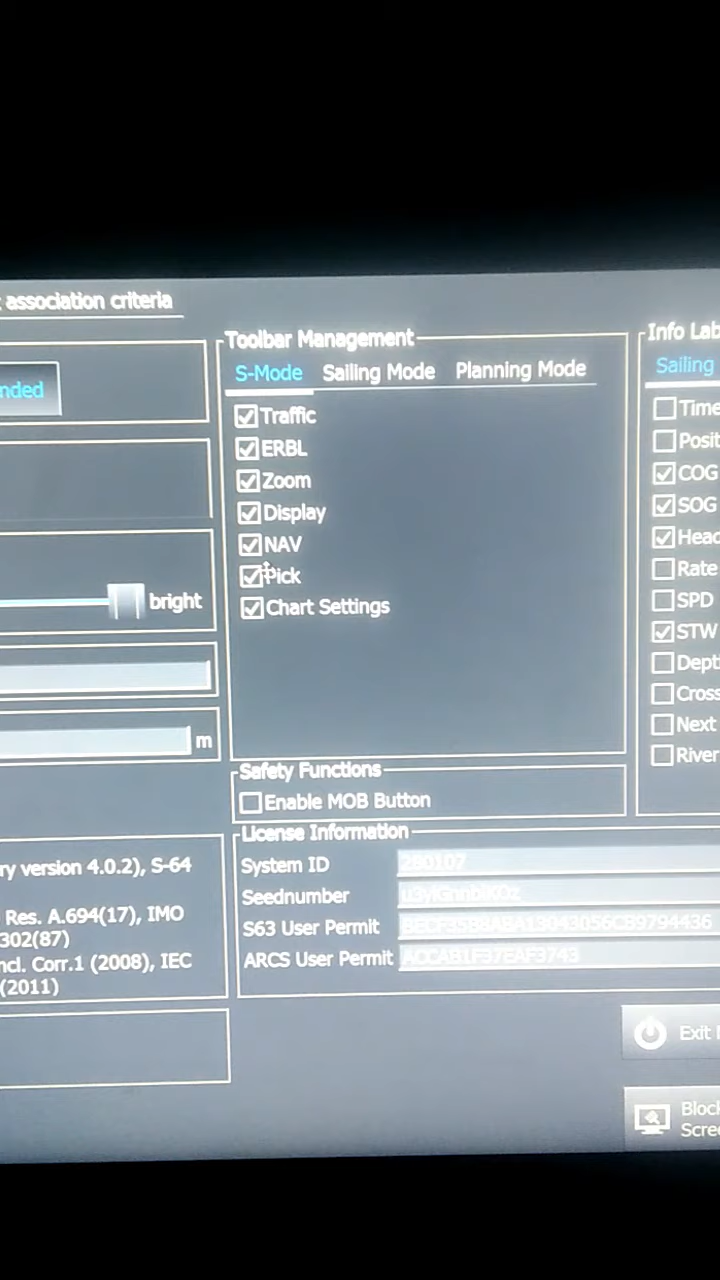 association criteria
nded
bright
m
ry version 4.0.2), S-64
Res. A.694(17), IMO
302(87)
ncl. Corr.1 (2008), IEC
(2011)
Toolbar Management
S-Mode Sailing Mode Planning Mode
Traffic
ERBL
Zoom
Display
NAV
Pick
Chart Settings
Safety Functions
Enable MOB Button
License Information
System ID 280107
Seednumber
S63 User Permit
ARCS User Permit ACCAB1F37EAF3743
Info Lab
Sailing
Time
Posit
COG
SOG
Head
Rate
SPD
STW
Dept
Cross
Next
River
Exit
Block
Scree